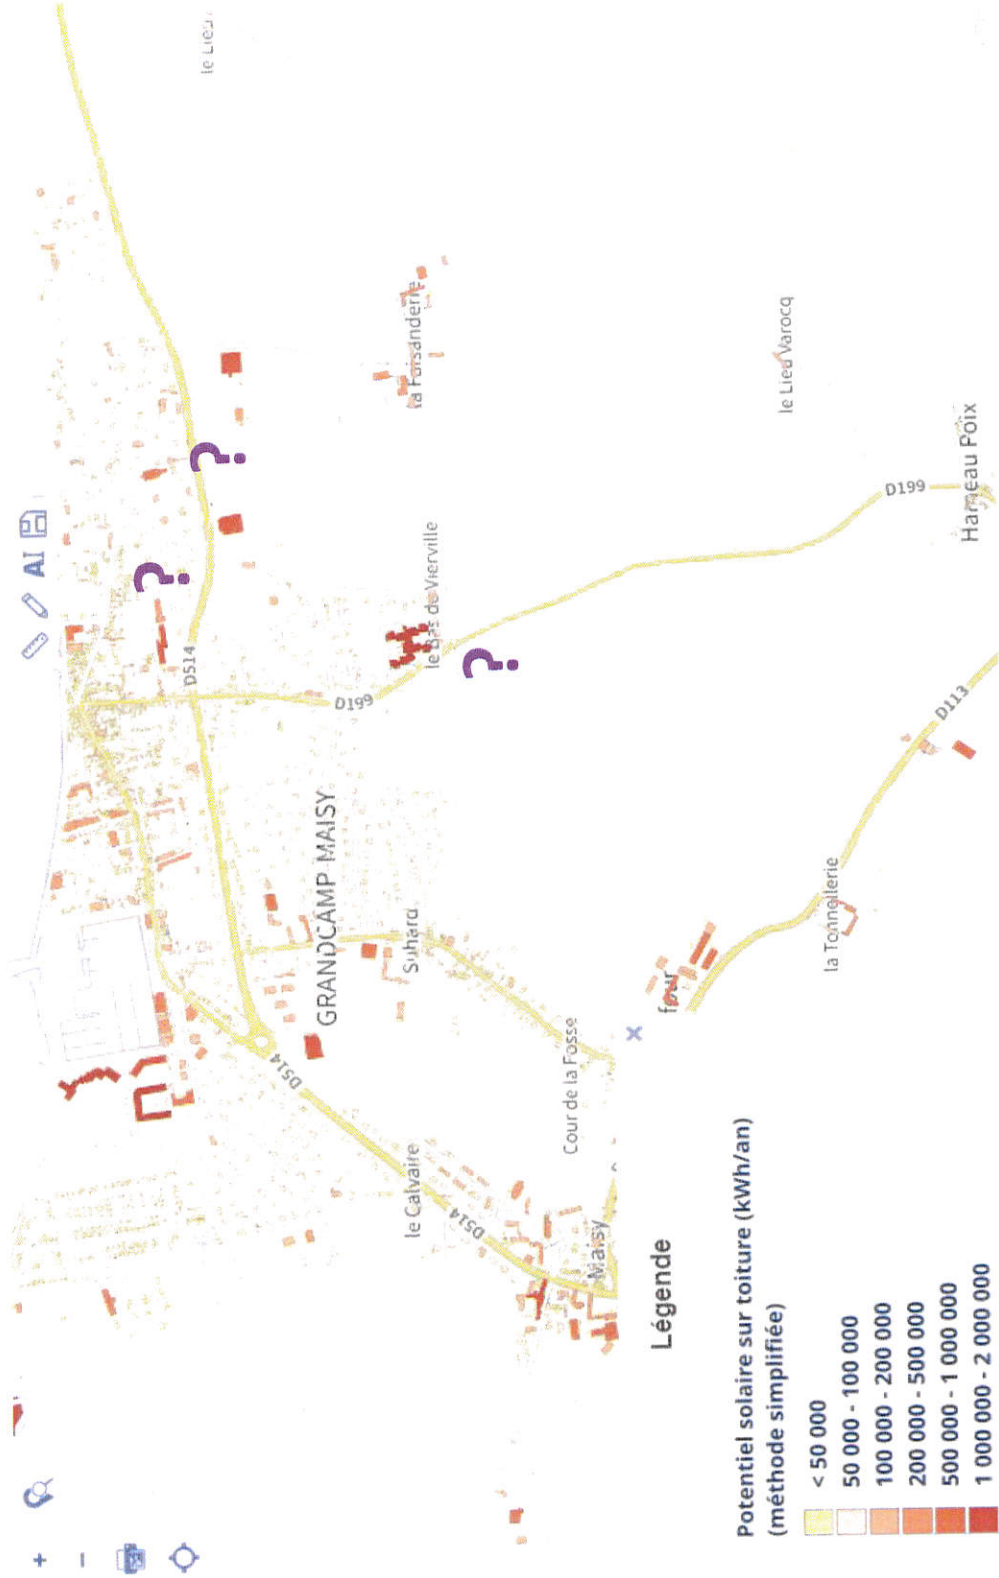 AI
le Lieu
?
?
D514
la Faisanderie
le Bas de Vierville
?
D199
GRANDCAMP-MAISY
Suhard
D514
le Calvaire
D514
Cour de la Fosse
Maisy
le Lieu Varocq
D199
Hameau Poix
D113
la Tonnellerie
four
x
Légende
Potentiel solaire sur toiture (kWh/an)
(méthode simplifiée)
< 50 000
50 000 - 100 000
100 000 - 200 000
200 000 - 500 000
500 000 - 1 000 000
1 000 000 - 2 000 000